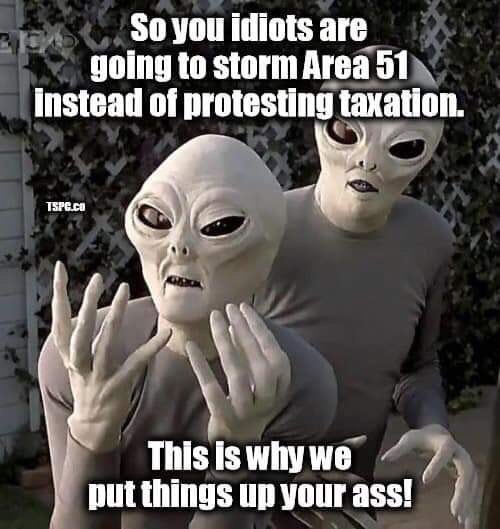 So you idiots are
going to storm Area 51
instead of protesting taxation.
TSPC.co
This is why we
put things up your ass!